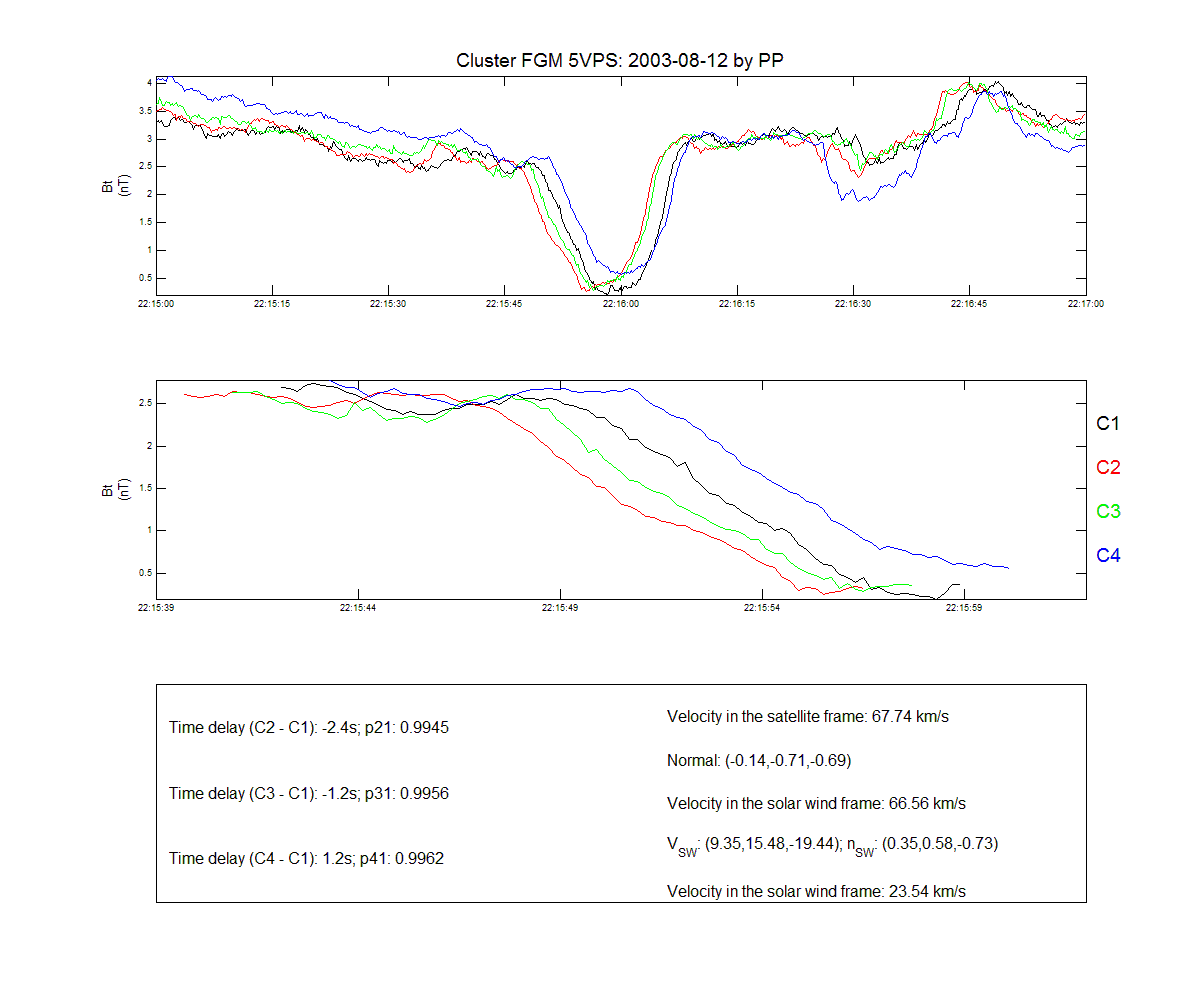 Cluster FGM 5VPS: 2003-08-12 by PP
4
3.5
3
2.5
2
1.5
1
0.5
Bt
(nT)
22:15:00 22:15:15 22:15:30 22:15:45 22:16:00 22:16:15 22:16:30 22:16:45 22:17:00
2.5
2
1.5
1
0.5
Bt
(nT)
22:15:39 22:15:44 22:15:49 22:15:54 22:15:59
C1
C2
C3
C4
Time delay (C2 - C1): -2.4s; p21: 0.9945
Time delay (C3 - C1): -1.2s; p31: 0.9956
Time delay (C4 - C1): 1.2s; p41: 0.9962
Velocity in the satellite frame: 67.74 km/s
Normal: (-0.14,-0.71,-0.69)
Velocity in the solar wind frame: 66.56 km/s
VSW: (9.35,15.48,-19.44); nSW: (0.35,0.58,-0.73)
Velocity in the solar wind frame: 23.54 km/s